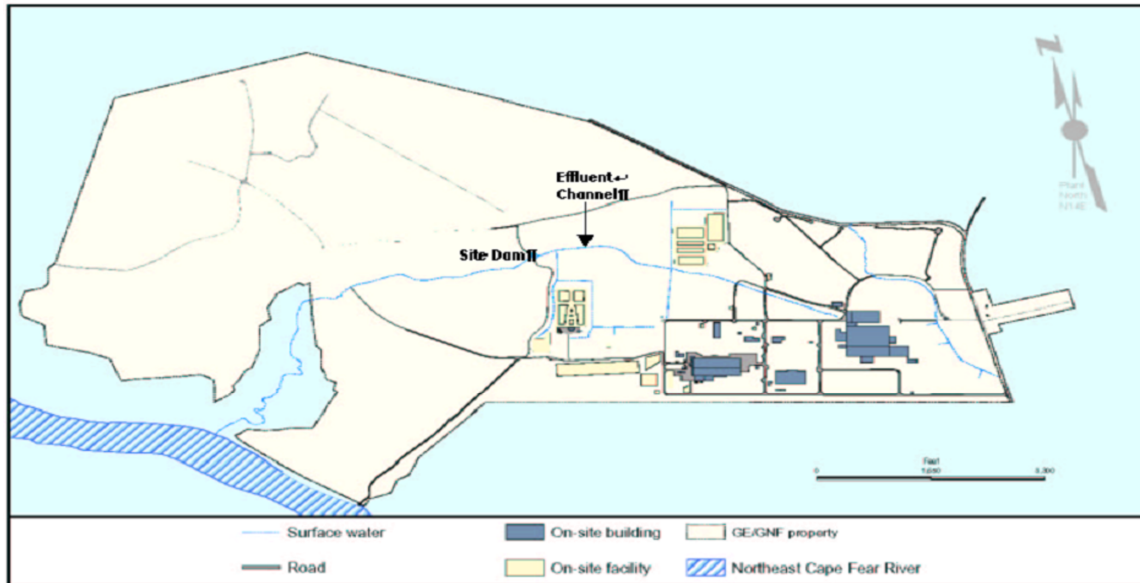 N
Plant
North
Effluent↵
Channel¶
Site Dam¶
Feet
0
Surface water
On-site building
GE/GNF property
Road
On-site facility
Northeast Cape Fear River